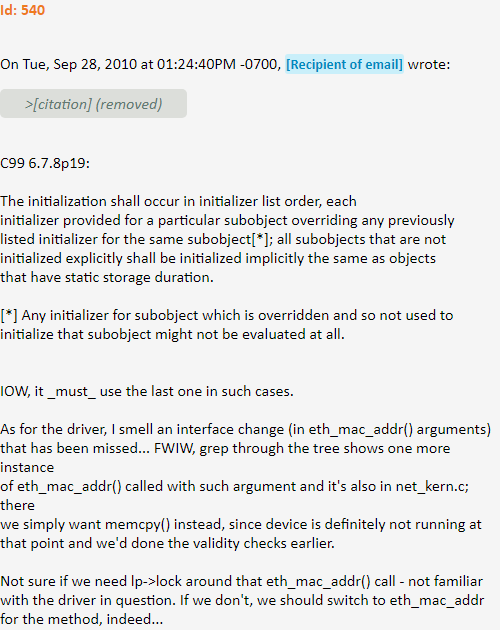 Id: 540
On Tue, Sep 28, 2010 at 01:24:40PM -0700, [Recipient of email] wrote:
>[citation] (removed)
C99 6.7.8p19:
The initialization shall occur in initializer list order, each
initializer provided for a particular subobject overriding any previously
listed initializer for the same subobject[*]; all subobjects that are not
initialized explicitly shall be initialized implicitly the same as objects
that have static storage duration.
[*] Any initializer for subobject which is overridden and so not used to
initialize that subobject might not be evaluated at all.
IOW, it _must_ use the last one in such cases.
As for the driver, I smell an interface change (in eth_mac_addr() arguments)
that has been missed... FWIW, grep through the tree shows one more
instance
of eth_mac_addr() called with such argument and it's also in net_kern.c;
there
we simply want memcpy() instead, since device is definitely not running at
that point and we'd done the validity checks earlier.
Not sure if we need lp->lock around that eth_mac_addr() call - not familiar
with the driver in question. If we don't, we should switch to eth_mac_addr
for the method, indeed...